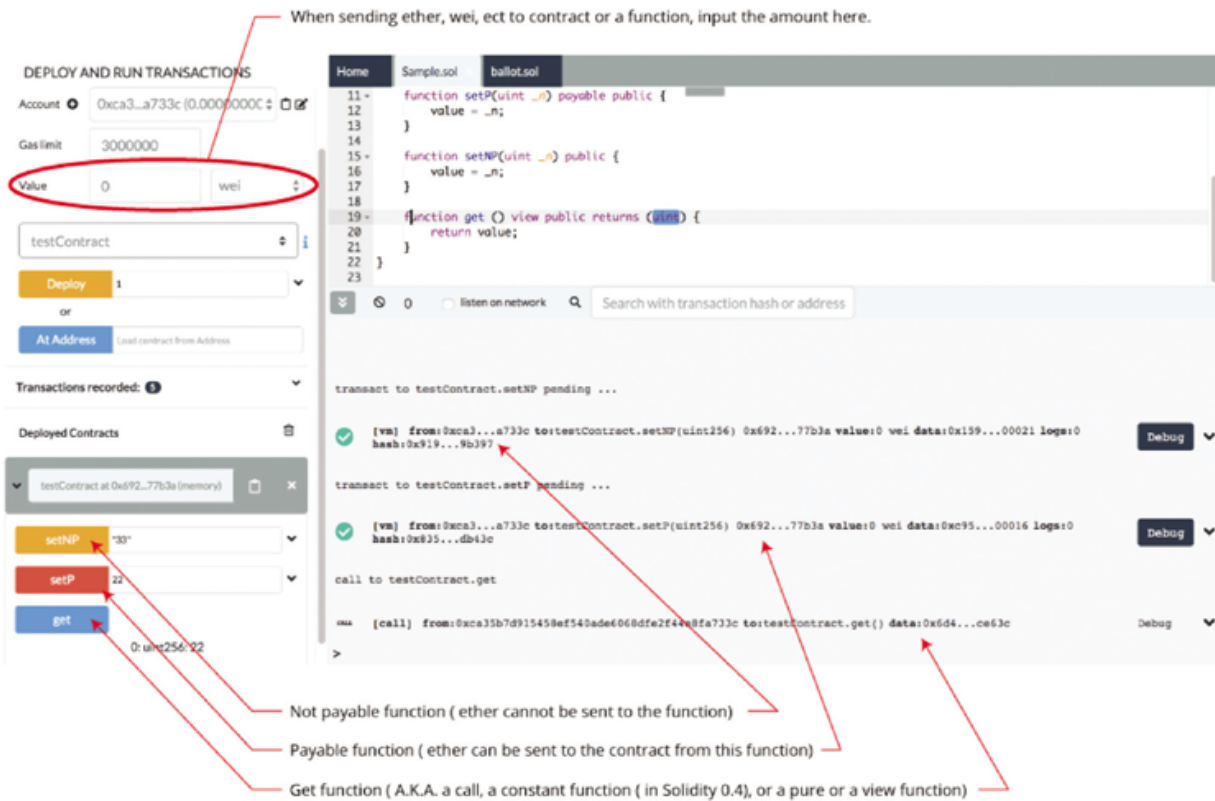 When sending ether, wei, ect to contract or a function, input the amount here.
DEPLOY AND RUN TRANSACTIONS
Account
0xca3...a733c (0.0000000C
Gas limit
3000000
Value
0
wei
testContract
i
Deploy
1
or
At Address
Load contract from Address
Transactions recorded: 5
Deployed Contracts
testContract at 0x692...77b3a (memory)
×
setNP
"33"
setP
22
get
0: uint256: 22
Home
Sample.sol
ballot.sol
11 function setP(uint _n) payable public {
12 value = _n;
13 }
14
15 function setNP(uint _n) public {
16 value = _n;
17 }
18
19 function get () view public returns (uint) {
20 return value;
21 }
22 }
23
0
listen on network
Search with transaction hash or address
transact to testContract.setNP pending ...
[vm] from:0xca3...a733c to:testContract.setNP(uint256) 0x692...77b3a value:0 wei data:0x159...00021 logs:0
hash:0x919...9b397
Debug
transact to testContract.setP pending ...
[vm] from:0xca3...a733c to:testContract.setP(uint256) 0x692...77b3a value:0 wei data:0xc95...00016 logs:0
hash:0x835...db43c
Debug
call to testContract.get
CALL
[call] from:0xca35b7d915458ef540ade6068dfe2f44e8fa733c to:testContract.get() data:0x6d4...ce63c
Debug
>
Not payable function ( ether cannot be sent to the function)
Payable function ( ether can be sent to the contract from this function)
Get function ( A.K.A. a call, a constant function ( in Solidity 0.4), or a pure or a view function)